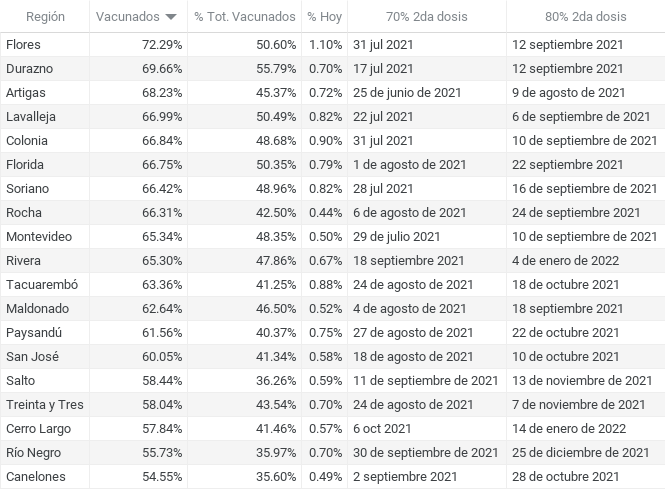 Región Vacunados % Tot. Vacunados % Hoy 70% 2da dosis 80% 2da dosis
Flores 72.29% 50.60% 1.10% 31 jul 2021 12 septiembre 2021
Durazno 69.66% 55.79% 0.70% 17 jul 2021 12 septiembre 2021
Artigas 68.23% 45.37% 0.72% 25 de junio de 2021 9 de agosto de 2021
Lavalleja 66.99% 50.49% 0.82% 22 jul 2021 6 de septiembre de 2021
Colonia 66.84% 48.68% 0.90% 31 jul 2021 10 de septiembre de 2021
Florida 66.75% 50.35% 0.79% 1 de agosto de 2021 22 septiembre 2021
Soriano 66.42% 48.96% 0.82% 28 jul 2021 16 de septiembre de 2021
Rocha 66.31% 42.50% 0.44% 6 de agosto de 2021 24 de septiembre de 2021
Montevideo 65.34% 48.35% 0.50% 29 de julio 2021 10 de septiembre de 2021
Rivera 65.30% 47.86% 0.67% 18 septiembre 2021 4 de enero de 2022
Tacuarembó 63.36% 41.25% 0.88% 24 de agosto de 2021 18 de octubre de 2021
Maldonado 62.64% 46.50% 0.52% 4 de agosto de 2021 18 septiembre 2021
Paysandú 61.56% 40.37% 0.75% 27 de agosto de 2021 22 de octubre de 2021
San José 60.05% 41.34% 0.58% 18 de agosto de 2021 10 de octubre de 2021
Salto 58.44% 36.26% 0.59% 11 de septiembre de 2021 13 de noviembre de 2021
Treinta y Tres 58.04% 43.54% 0.70% 24 de agosto de 2021 7 de noviembre de 2021
Cerro Largo 57.84% 41.46% 0.57% 6 oct 2021 14 de enero de 2022
Río Negro 55.73% 35.97% 0.70% 30 de septiembre de 2021 25 de diciembre de 2021
Canelones 54.55% 35.60% 0.49% 2 septiembre 2021 28 de octubre de 2021